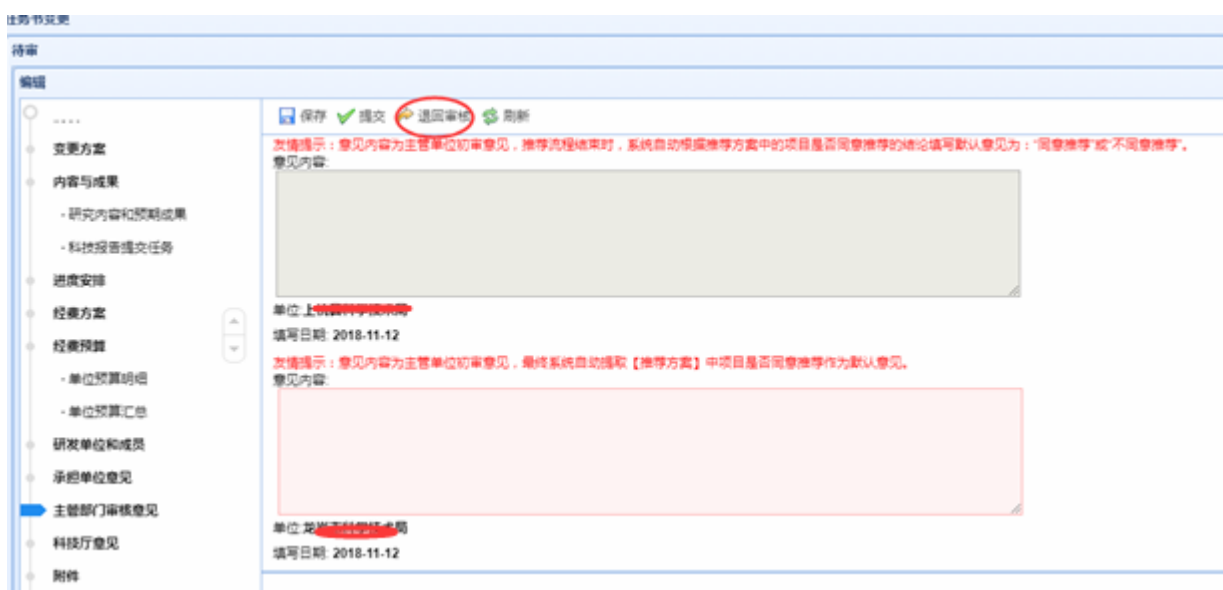 任务书变更
待审
编辑
.....
变更方案
内容与成果
- 研究内容和预期成果
- 科技报告提交任务
进度安排
经费方案
经费预算
- 单位预算明细
- 单位预算汇总
研发单位和成员
承担单位意见
主管部门审核意见
科技厅意见
附件
保存 提交 退回审核 刷新
友情提示：意见内容为主管单位初审意见，推荐流程结束时，系统自动根据推荐方案中的项目是否同意推荐的结论填写默认意见为："同意推荐"或"不同意推荐"。
意见内容:
单位:上
填写日期: 2018-11-12
友情提示：意见内容为主管单位初审意见，最终系统自动提取【推荐方案】中项目是否同意推荐作为默认意见。
意见内容:
单位:龙 局
填写日期: 2018-11-12